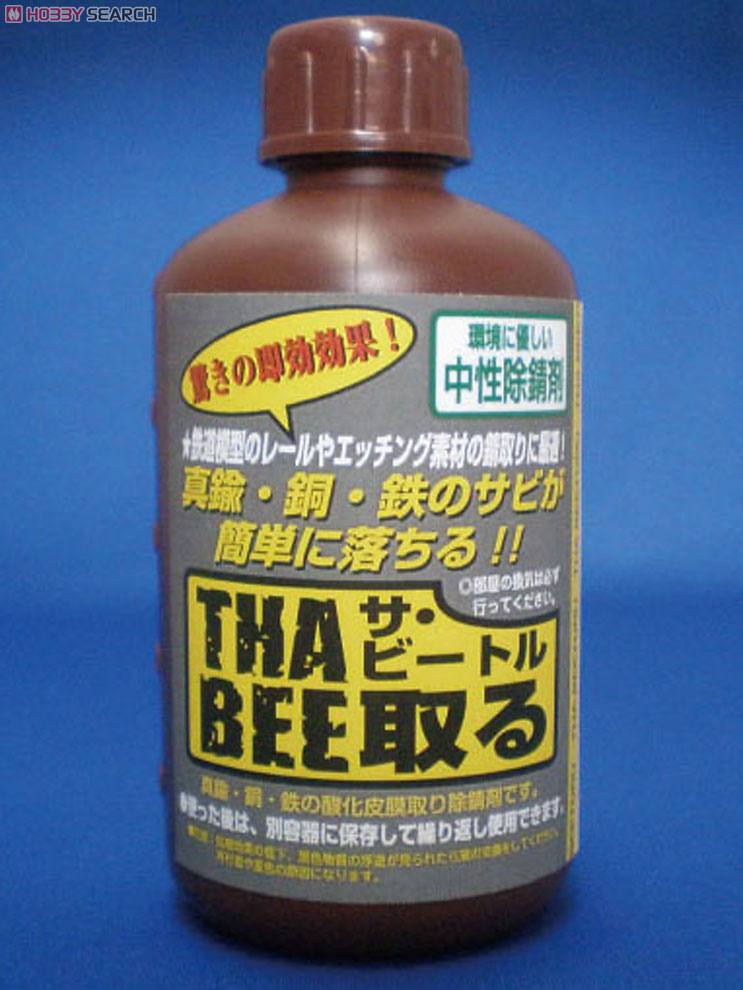 HOBBY SEARCH
驚きの即効効果！
環境に優しい
中性除錆剤
★鉄道模型のレールやエッチング素材の錆取りに最適！
真鍮・銅・鉄のサビが
簡単に落ちる！！
◎部屋の換気は必ず
行ってください。
THA サ・
ビートル
BEE取る
真鍮・銅・鉄の酸化皮膜取り除錆剤です。
使った後は、別容器に保存して繰り返し使用できます。